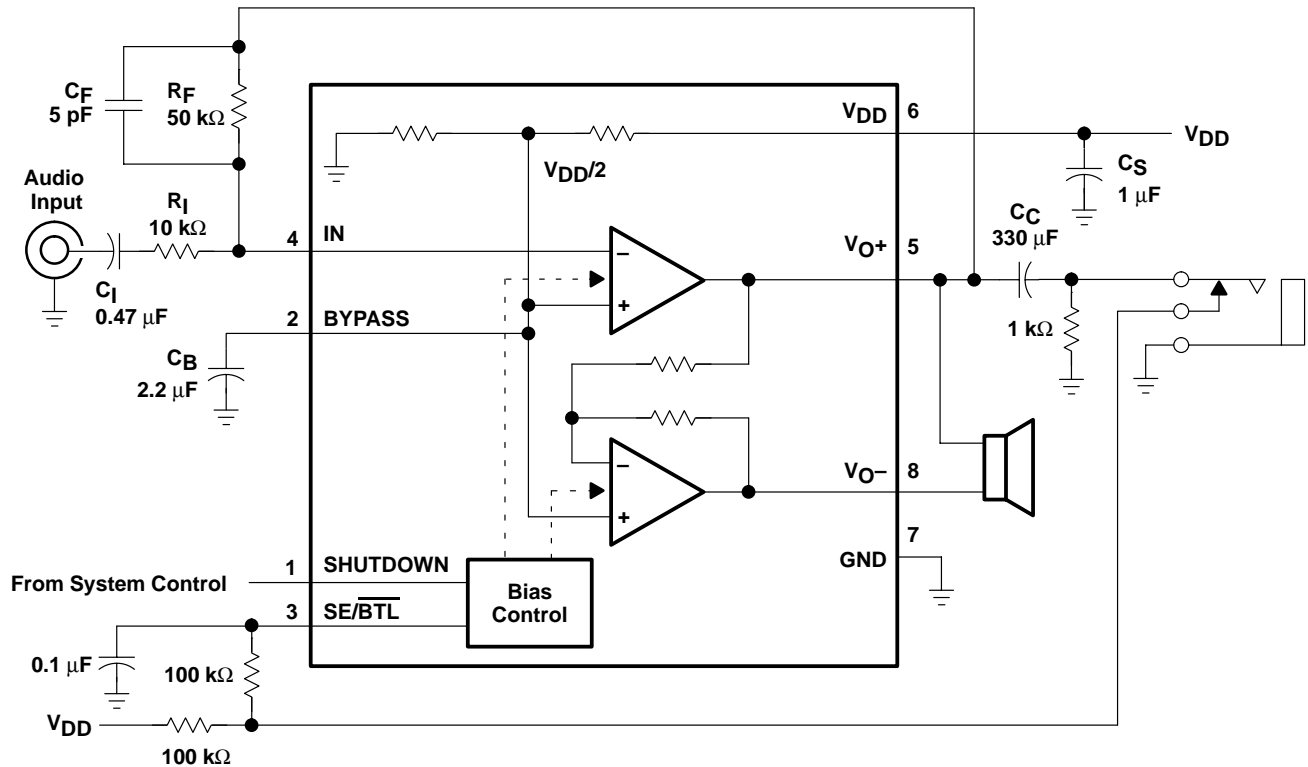 CF
5 pF
RF
50 kΩ
Audio
Input
RI
10 kΩ
CI
0.47 μF
CB
2.2 μF
4
IN
2
BYPASS
VDD/2
VDD
6
VDD
CS
1 μF
CC
330 μF
VO+
5
1 kΩ
−
+
−
+
VO−
8
7
GND
From System Control
1
SHUTDOWN
3
SE/BTL
Bias
Control
0.1 μF
100 kΩ
VDD
100 kΩ